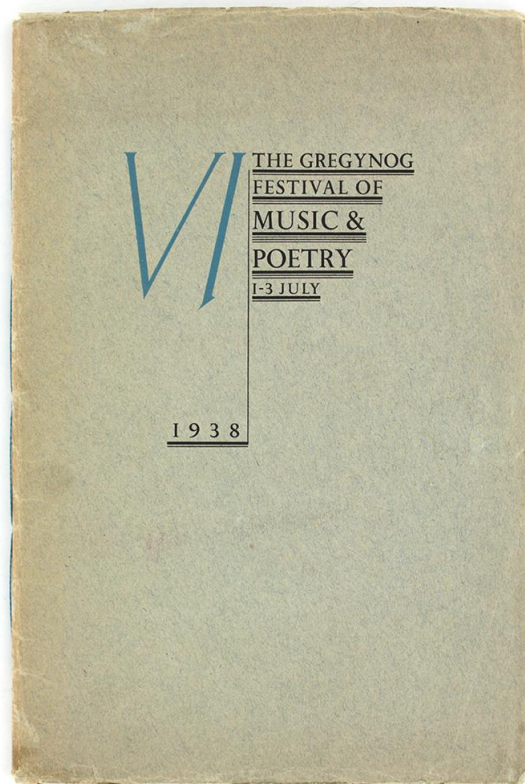 VI
THE GREGYNOG
FESTIVAL OF
MUSIC &
POETRY
1-3 JULY
1938